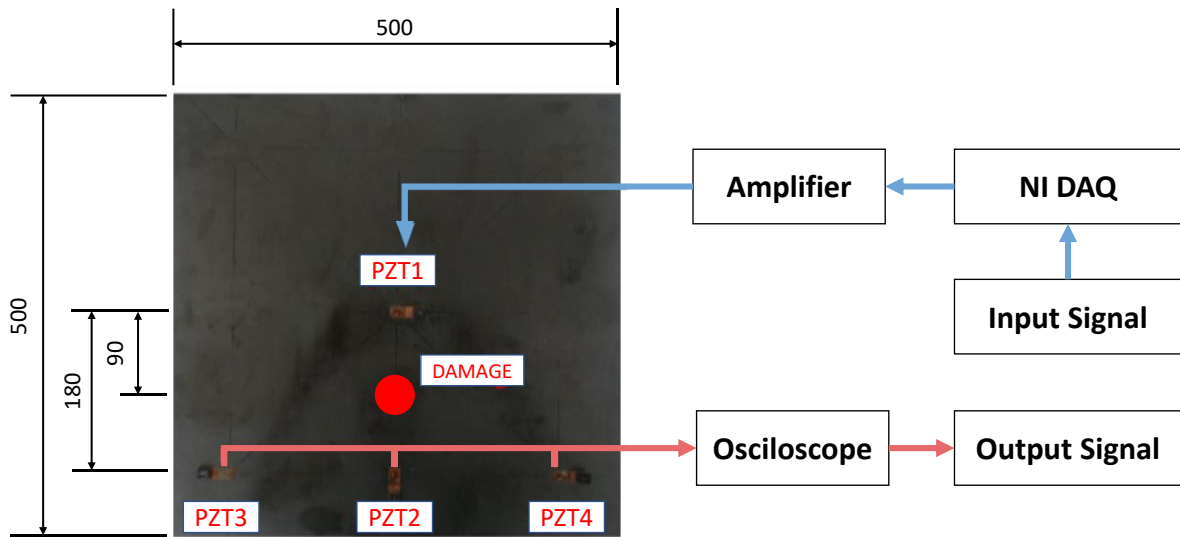 500
500
180
90
PZT1
DAMAGE
PZT3
PZT2
PZT4
Amplifier
NI DAQ
Input Signal
Osciloscope
Output Signal